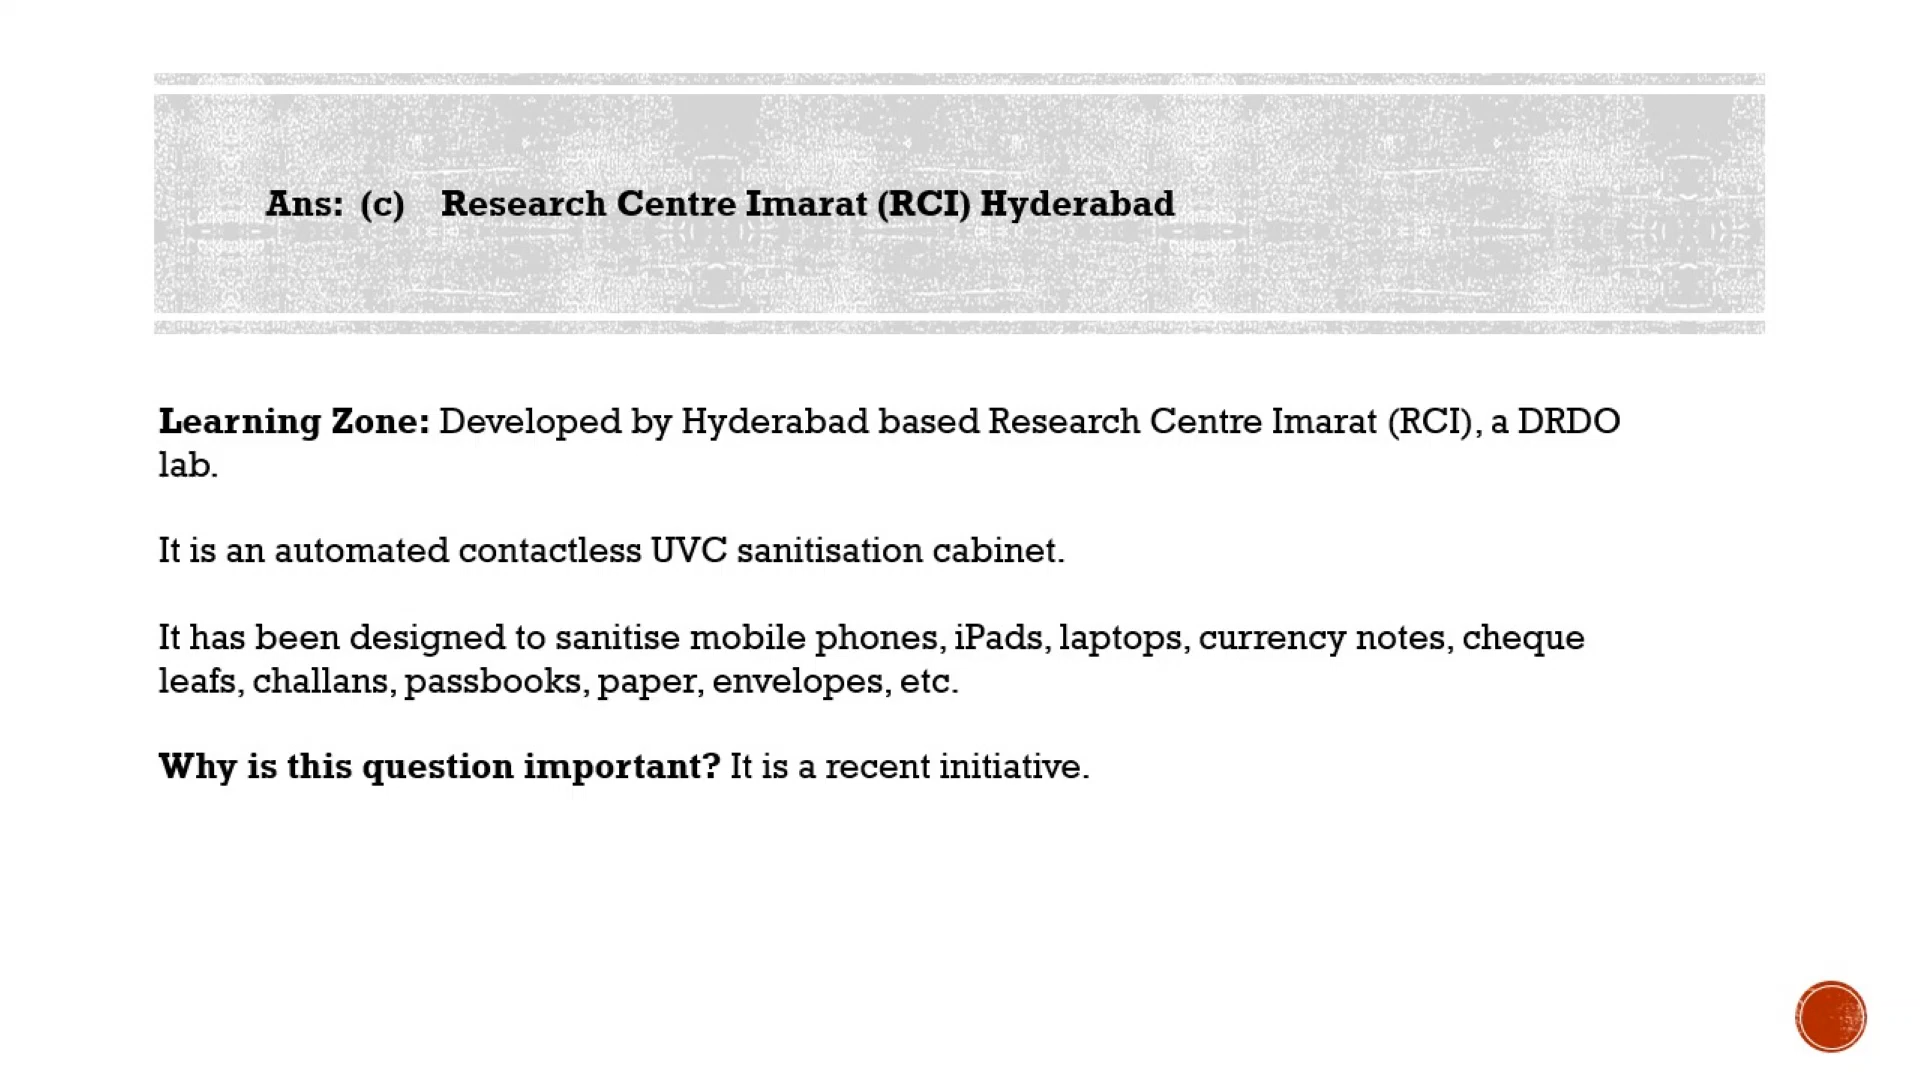 Ans: (c) Research Centre Imarat (RCI) Hyderabad
Learning Zone: Developed by Hyderabad based Research Centre Imarat (RCI), a DRDO
lab.
It is an automated contactless UVC sanitisation cabinet.
It has been designed to sanitise mobile phones, iPads, laptops, currency notes, cheque
leafs, challans, passbooks, paper, envelopes, etc.
Why is this question important? It is a recent initiative.